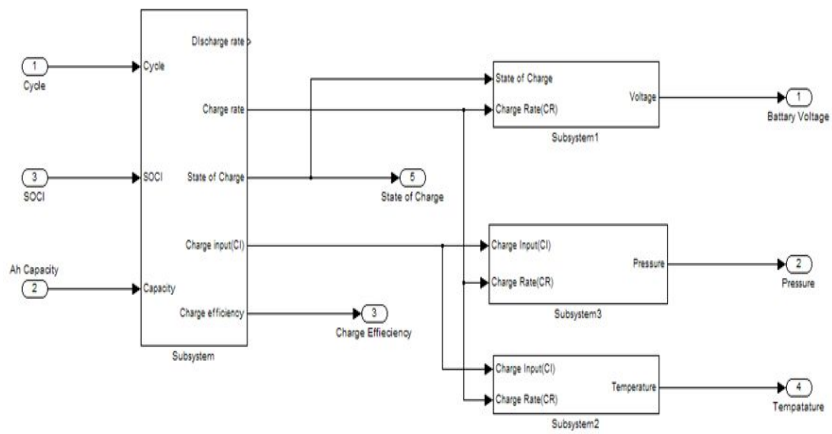 1
Cycle
3
SOCI
Ah Capacity
2
Cycle
SOCI
Capacity
Discharge rate
Charge rate
State of Charge
Charge input(CI)
Charge efficiency
Subsystem
5
State of Charge
3
Charge Effieciency
State of Charge
Charge Rate(CR)
Voltage
Subsystem1
1
Battary Voltage
Charge Input(CI)
Charge Rate(CR)
Pressure
Subsystem3
2
Pressure
Charge Input(CI)
Charge Rate(CR)
Temperature
Subsystem2
4
Tempatature